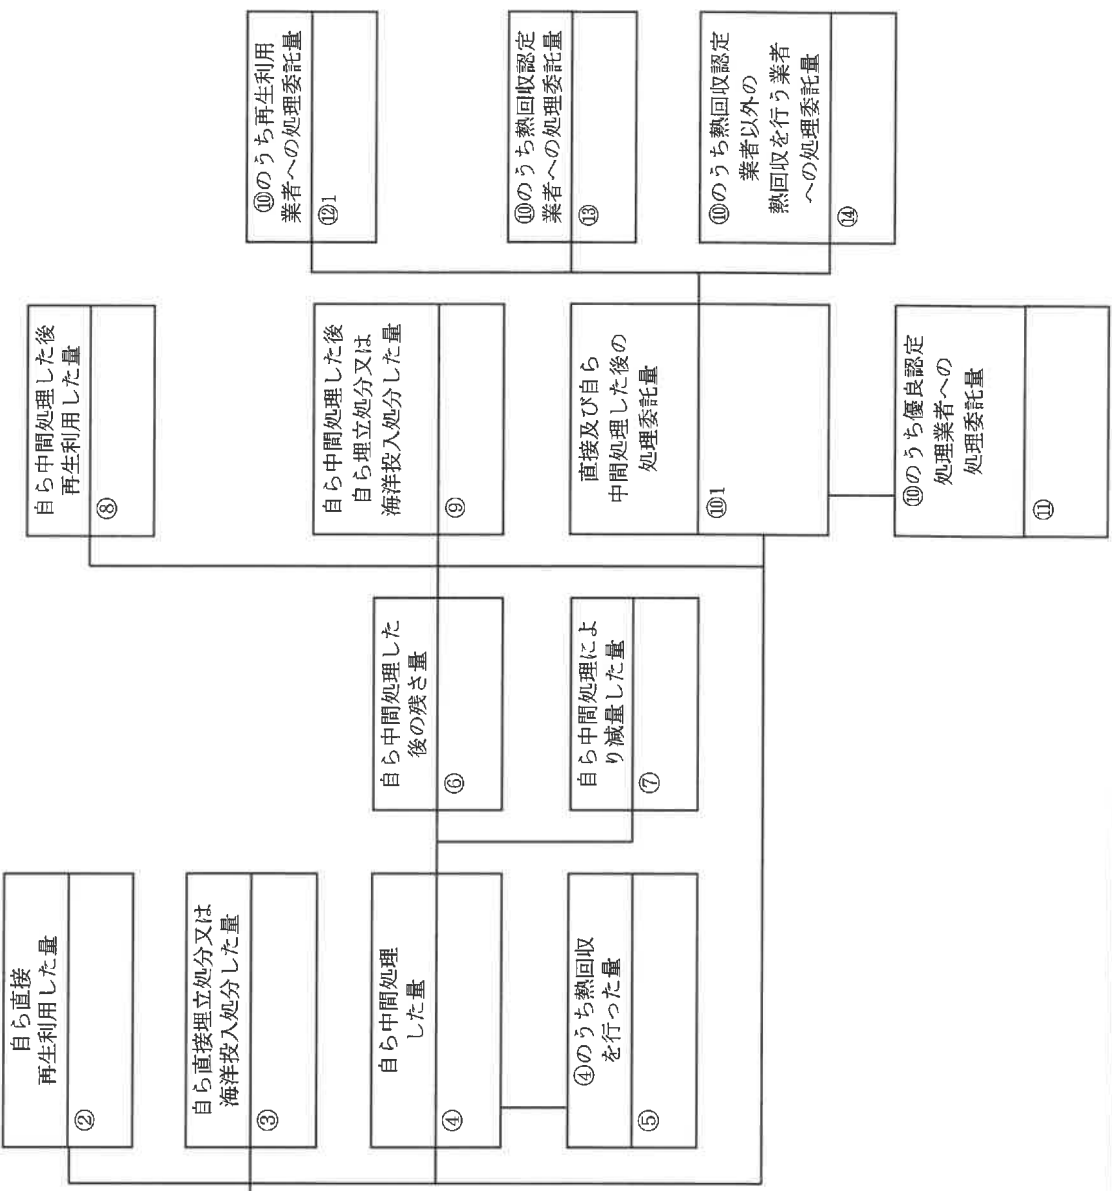 自ら直接
再生利用した量
②
自ら直接埋立処分又は
海洋投入処分した量
③
自ら中間処理
した量
④
④のうち熱回収
を行った量
⑤
自ら中間処理した
後の残さ量
⑥
自ら中間処理によ
り減量した量
⑦
自ら中間処理した後
再生利用した量
⑧
自ら中間処理した後
自ら埋立処分又は
海洋投入処分した量
⑨
直接及び自ら
中間処理した後の
処理委託量
⑩1
⑩のうち優良認定
処理業者への
処理委託量
⑪
⑩のうち再生利用
業者への処理委託量
⑫1
⑩のうち熱回収認定
業者への処理委託量
⑬
⑩のうち熱回収認定
業者以外の
熱回収を行う業者
への処理委託量
⑭